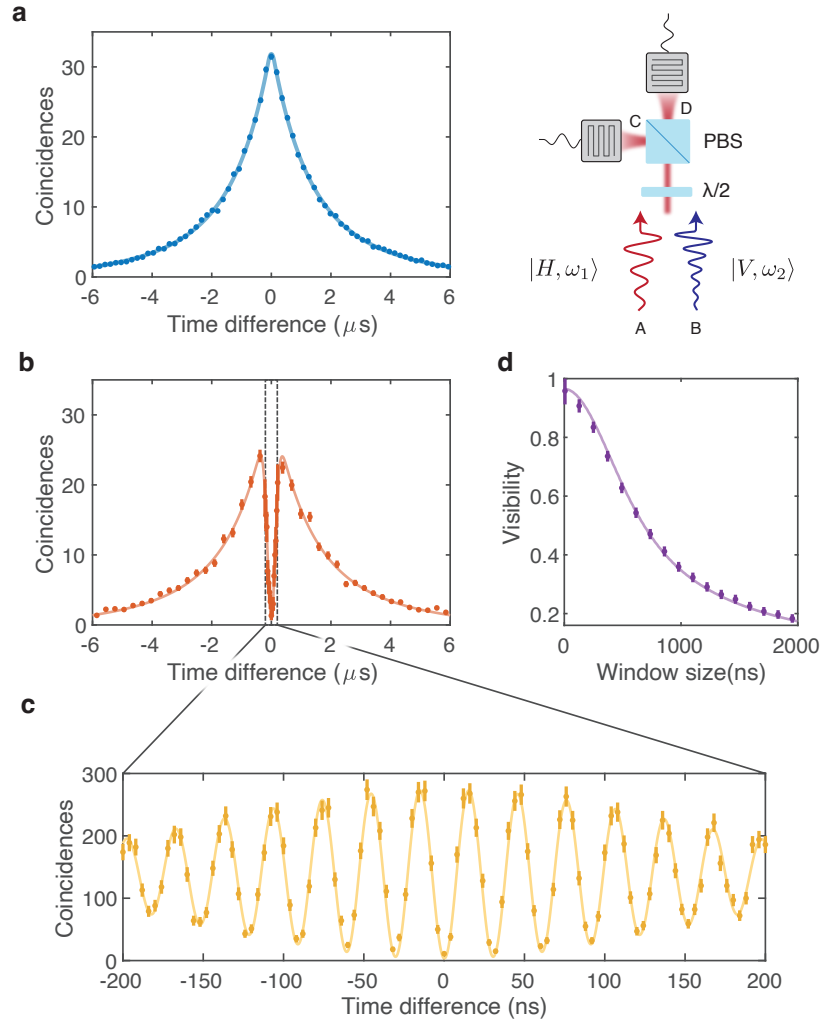 a
30
20
10
0
Coincidences
-6 -4 -2 0 2 4 6
Time difference (μs)
D
C
PBS
λ/2
|H, ω₁⟩
|V, ω₂⟩
A
B
b
30
20
10
0
Coincidences
-6 -4 -2 0 2 4 6
Time difference (μs)
d
1
0.8
0.6
0.4
0.2
Visibility
0 1000 2000
Window size(ns)
c
300
200
100
0
Coincidences
-200 -150 -100 -50 0 50 100 150 200
Time difference (ns)